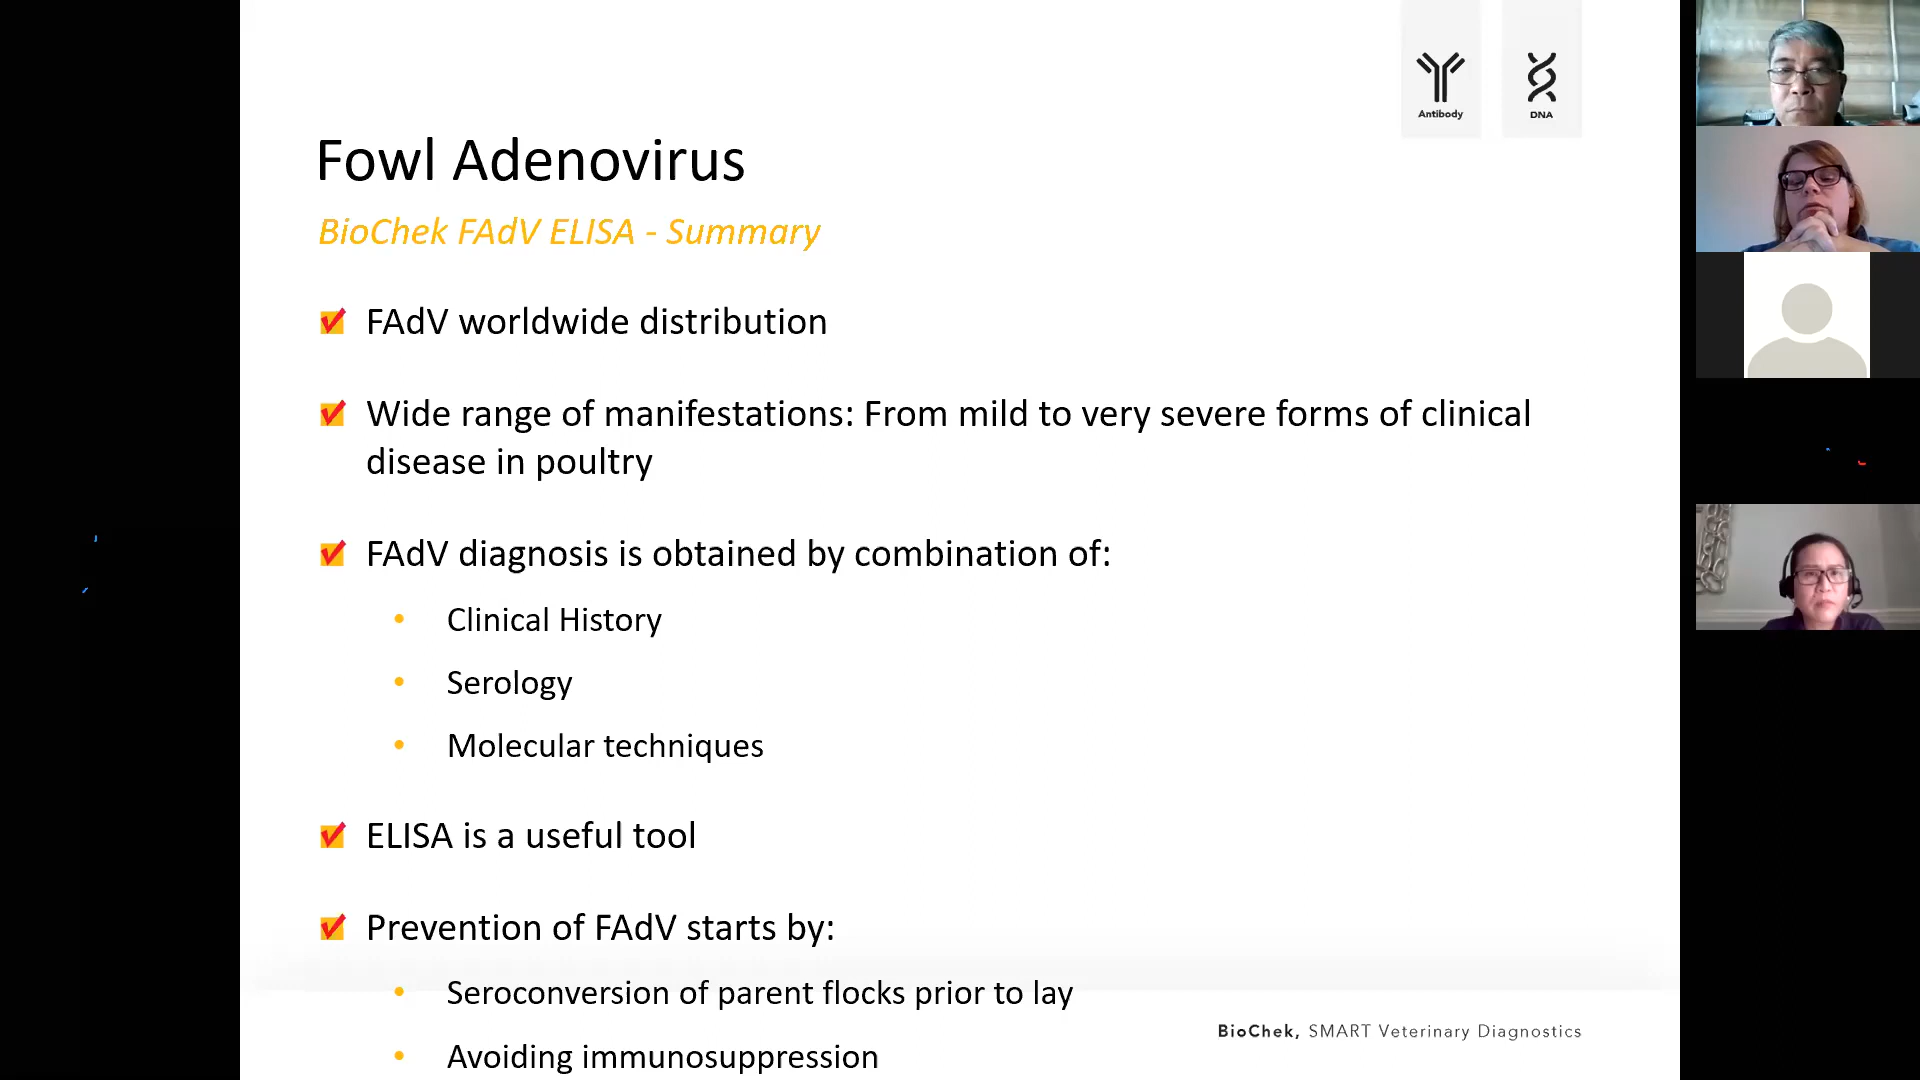 Antibody
DNA
Fowl Adenovirus
BioChek FAdV ELISA - Summary
FAdV worldwide distribution
Wide range of manifestations: From mild to very severe forms of clinical
disease in poultry
FAdV diagnosis is obtained by combination of:
• Clinical History
• Serology
• Molecular techniques
ELISA is a useful tool
Prevention of FAdV starts by:
• Seroconversion of parent flocks prior to lay
• Avoiding immunosuppression
BioChek, SMART Veterinary Diagnostics